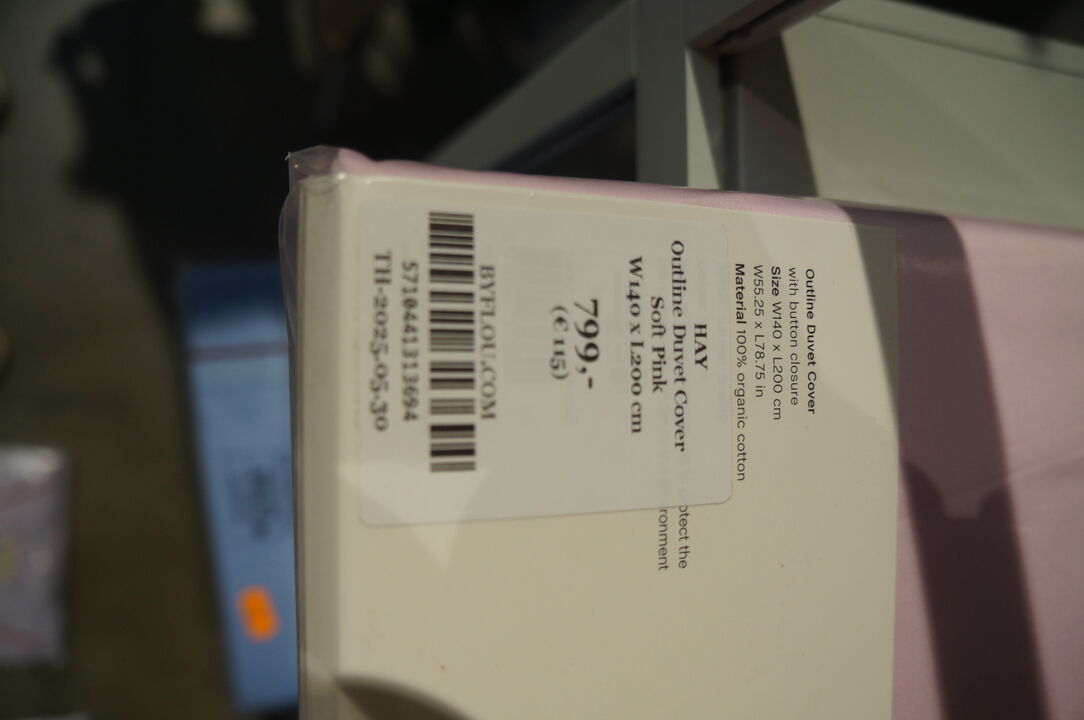 Outline Duvet Cover
with button closure
Size W140 x L200 cm
W55.25 x L78.75 in
Material 100% organic cotton
HAY
Outline Duvet Cover
Soft Pink
W140 x L200 cm
799,-
(€ 115)
BYFLOU.COM
5710441313694
TH-2025.05.30
otect the
ronment